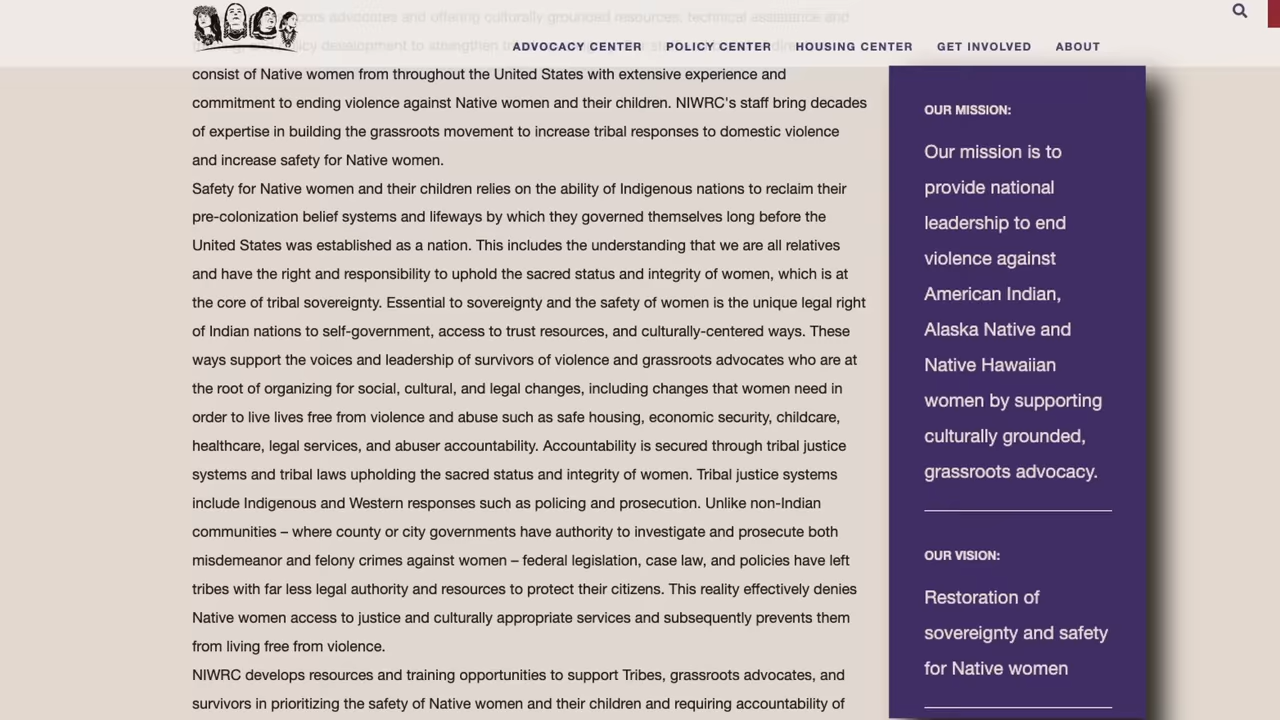 ors advocates and offering culturally grounded resources, technical assistance and
policy development to strengthen
ADVOCACY CENTER POLICY CENTER HOUSING CENTER GET INVOLVED ABOUT
consist of Native women from throughout the United States with extensive experience and
commitment to ending violence against Native women and their children. NIWRC's staff bring decades
of expertise in building the grassroots movement to increase tribal responses to domestic violence
and increase safety for Native women.
Safety for Native women and their children relies on the ability of Indigenous nations to reclaim their
pre-colonization belief systems and lifeways by which they governed themselves long before the
United States was established as a nation. This includes the understanding that we are all relatives
and have the right and responsibility to uphold the sacred status and integrity of women, which is at
the core of tribal sovereignty. Essential to sovereignty and the safety of women is the unique legal right
of Indian nations to self-government, access to trust resources, and culturally-centered ways. These
ways support the voices and leadership of survivors of violence and grassroots advocates who are at
the root of organizing for social, cultural, and legal changes, including changes that women need in
order to live lives free from violence and abuse such as safe housing, economic security, childcare,
healthcare, legal services, and abuser accountability. Accountability is secured through tribal justice
systems and tribal laws upholding the sacred status and integrity of women. Tribal justice systems
include Indigenous and Western responses such as policing and prosecution. Unlike non-Indian
communities – where county or city governments have authority to investigate and prosecute both
misdemeanor and felony crimes against women – federal legislation, case law, and policies have left
tribes with far less legal authority and resources to protect their citizens. This reality effectively denies
Native women access to justice and culturally appropriate services and subsequently prevents them
from living free from violence.
NIWRC develops resources and training opportunities to support Tribes, grassroots advocates, and
survivors in prioritizing the safety of Native women and their children and requiring accountability of
OUR MISSION:
Our mission is to
provide national
leadership to end
violence against
American Indian,
Alaska Native and
Native Hawaiian
women by supporting
culturally grounded,
grassroots advocacy.
OUR VISION:
Restoration of
sovereignty and safety
for Native women